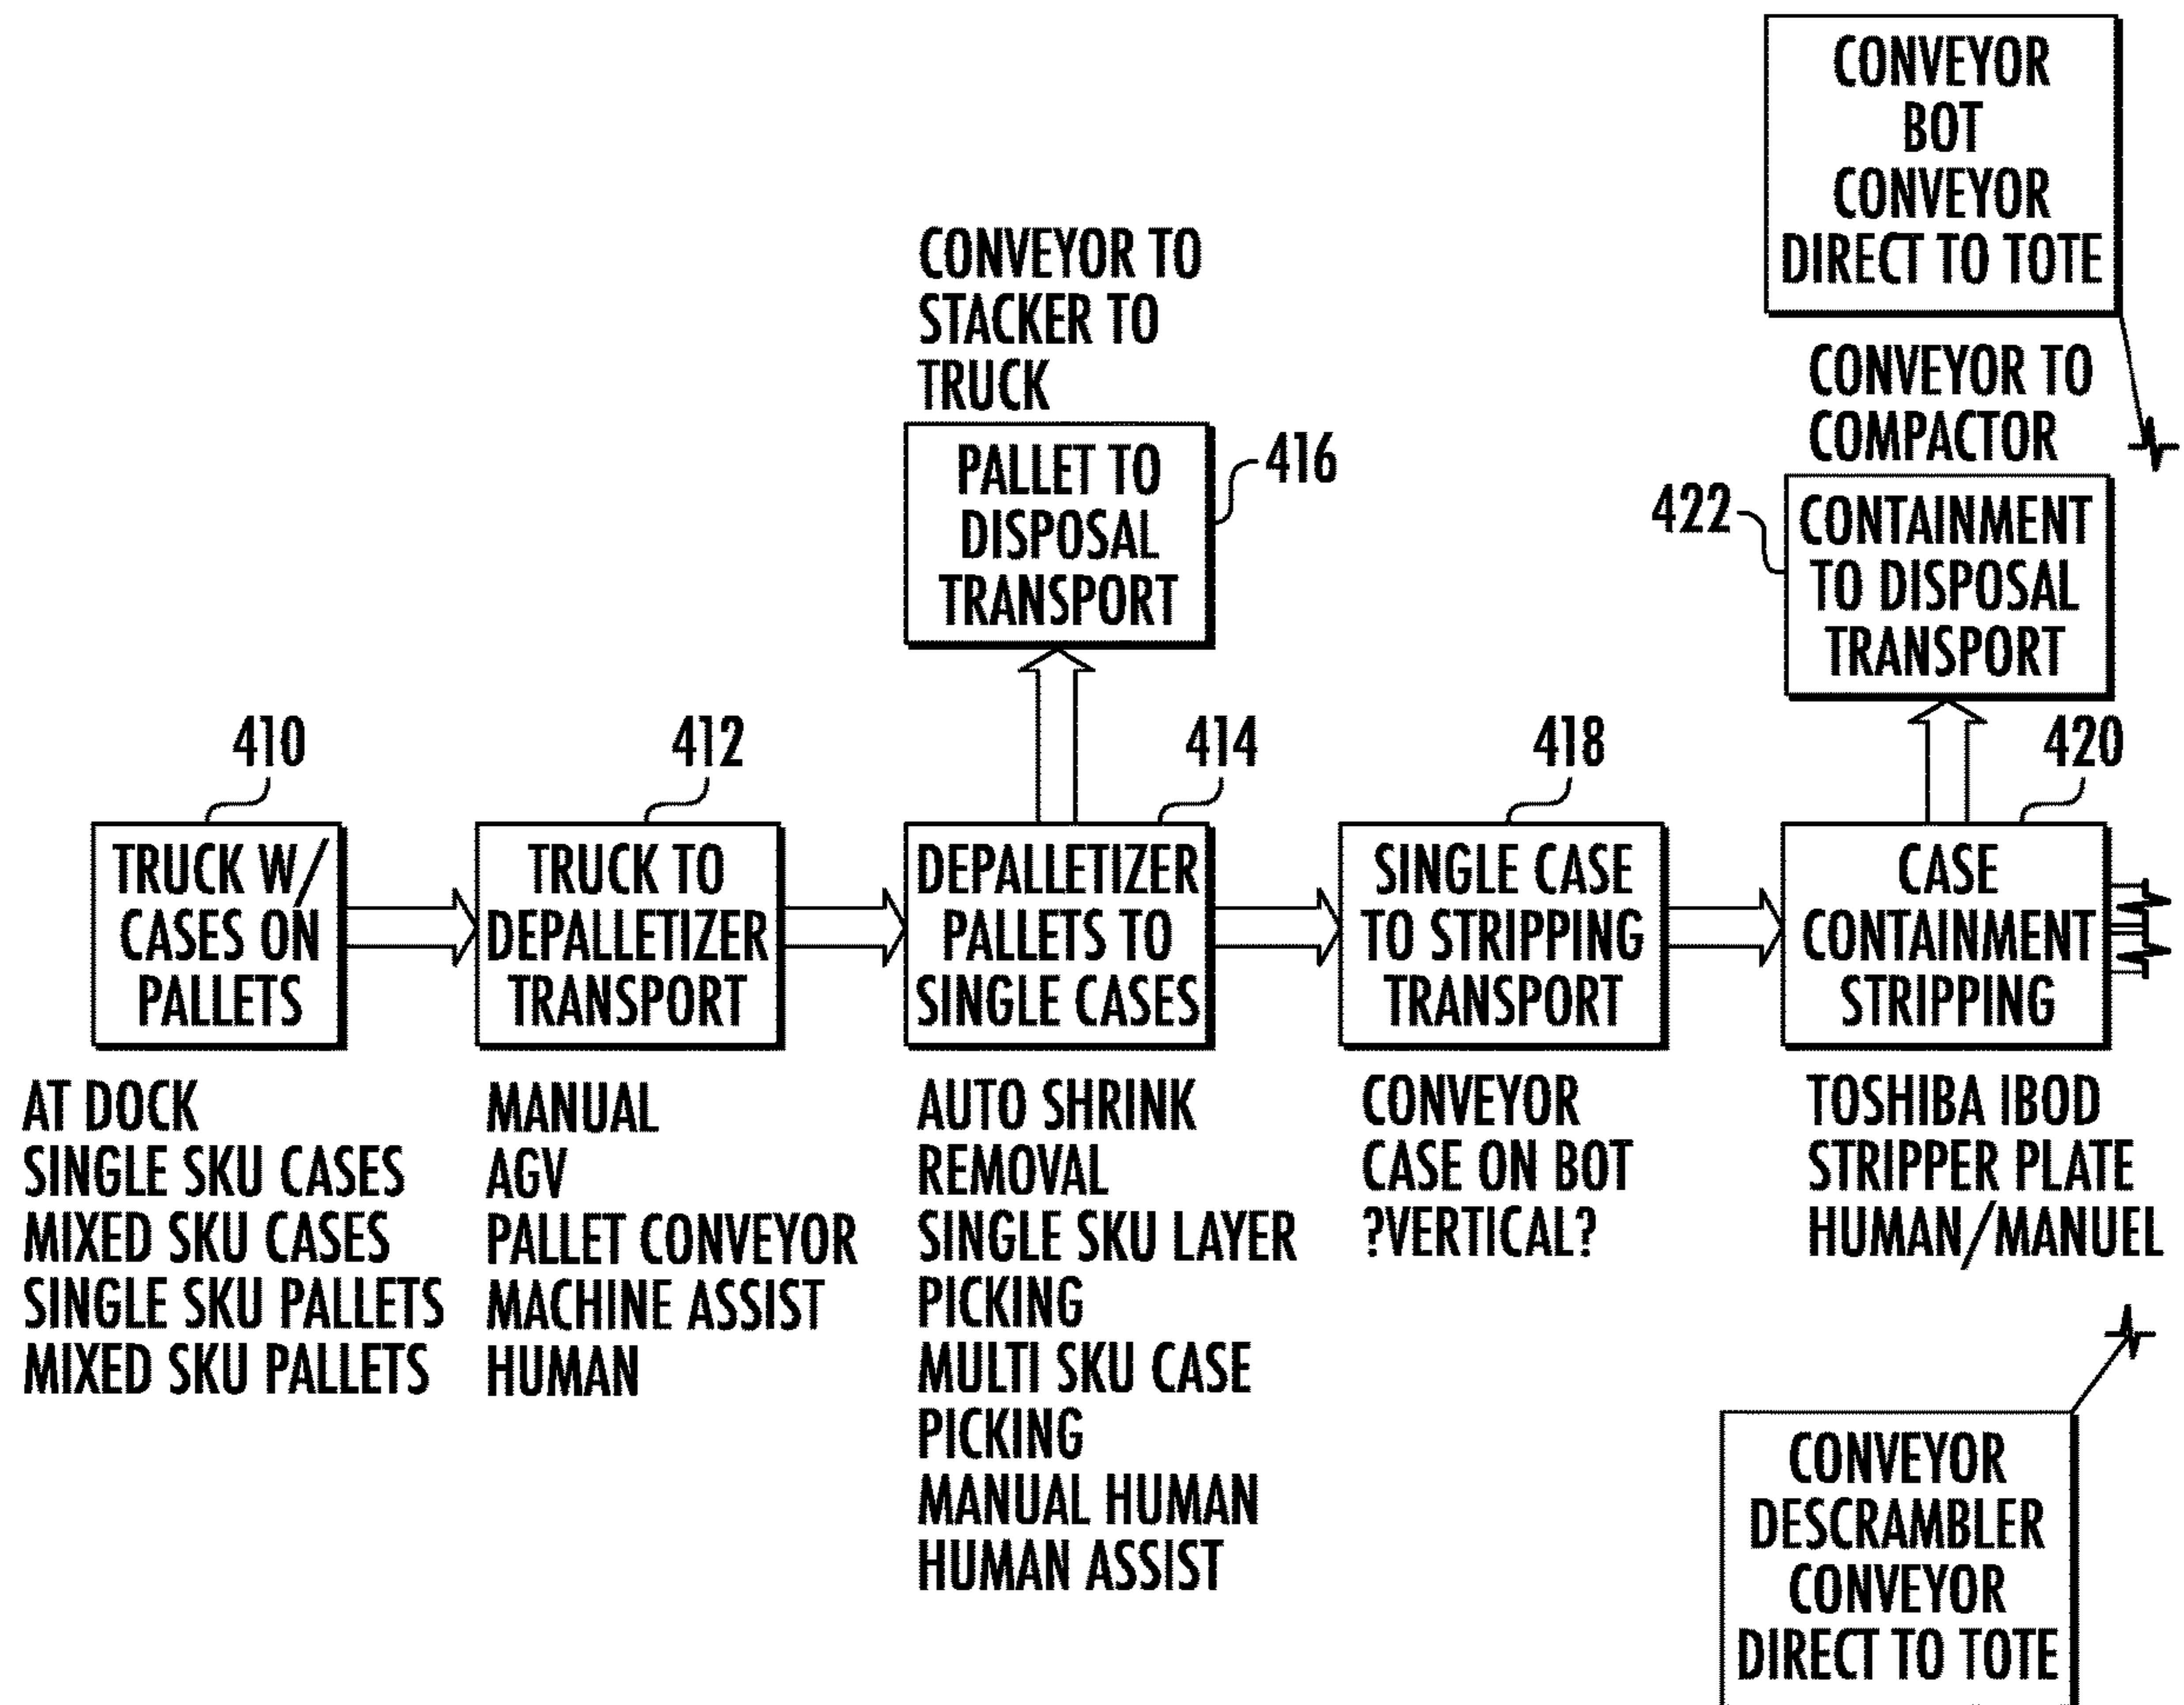 CONVEYOR
BOT
CONVEYOR
DIRECT TO TOTE
CONVEYOR TO
STACKER TO
TRUCK
PALLET TO
DISPOSAL
TRANSPORT
416
CONVEYOR TO
COMPACTOR
422
CONTAINMENT
TO DISPOSAL
TRANSPORT
410
TRUCK W/
CASES ON
PALLETS
AT DOCK
SINGLE SKU CASES
MIXED SKU CASES
SINGLE SKU PALLETS
MIXED SKU PALLETS
412
TRUCK TO
DEPALLETIZER
TRANSPORT
MANUAL
AGV
PALLET CONVEYOR
MACHINE ASSIST
HUMAN
414
DEPALLETIZER
PALLETS TO
SINGLE CASES
AUTO SHRINK
REMOVAL
SINGLE SKU LAYER
PICKING
MULTI SKU CASE
PICKING
MANUAL HUMAN
HUMAN ASSIST
418
SINGLE CASE
TO STRIPPING
TRANSPORT
CONVEYOR
CASE ON BOT
?VERTICAL?
420
CASE
CONTAINMENT
STRIPPING
TOSHIBA IBOD
STRIPPER PLATE
HUMAN/MANUEL
CONVEYOR
DESCRAMBLER
CONVEYOR
DIRECT TO TOTE